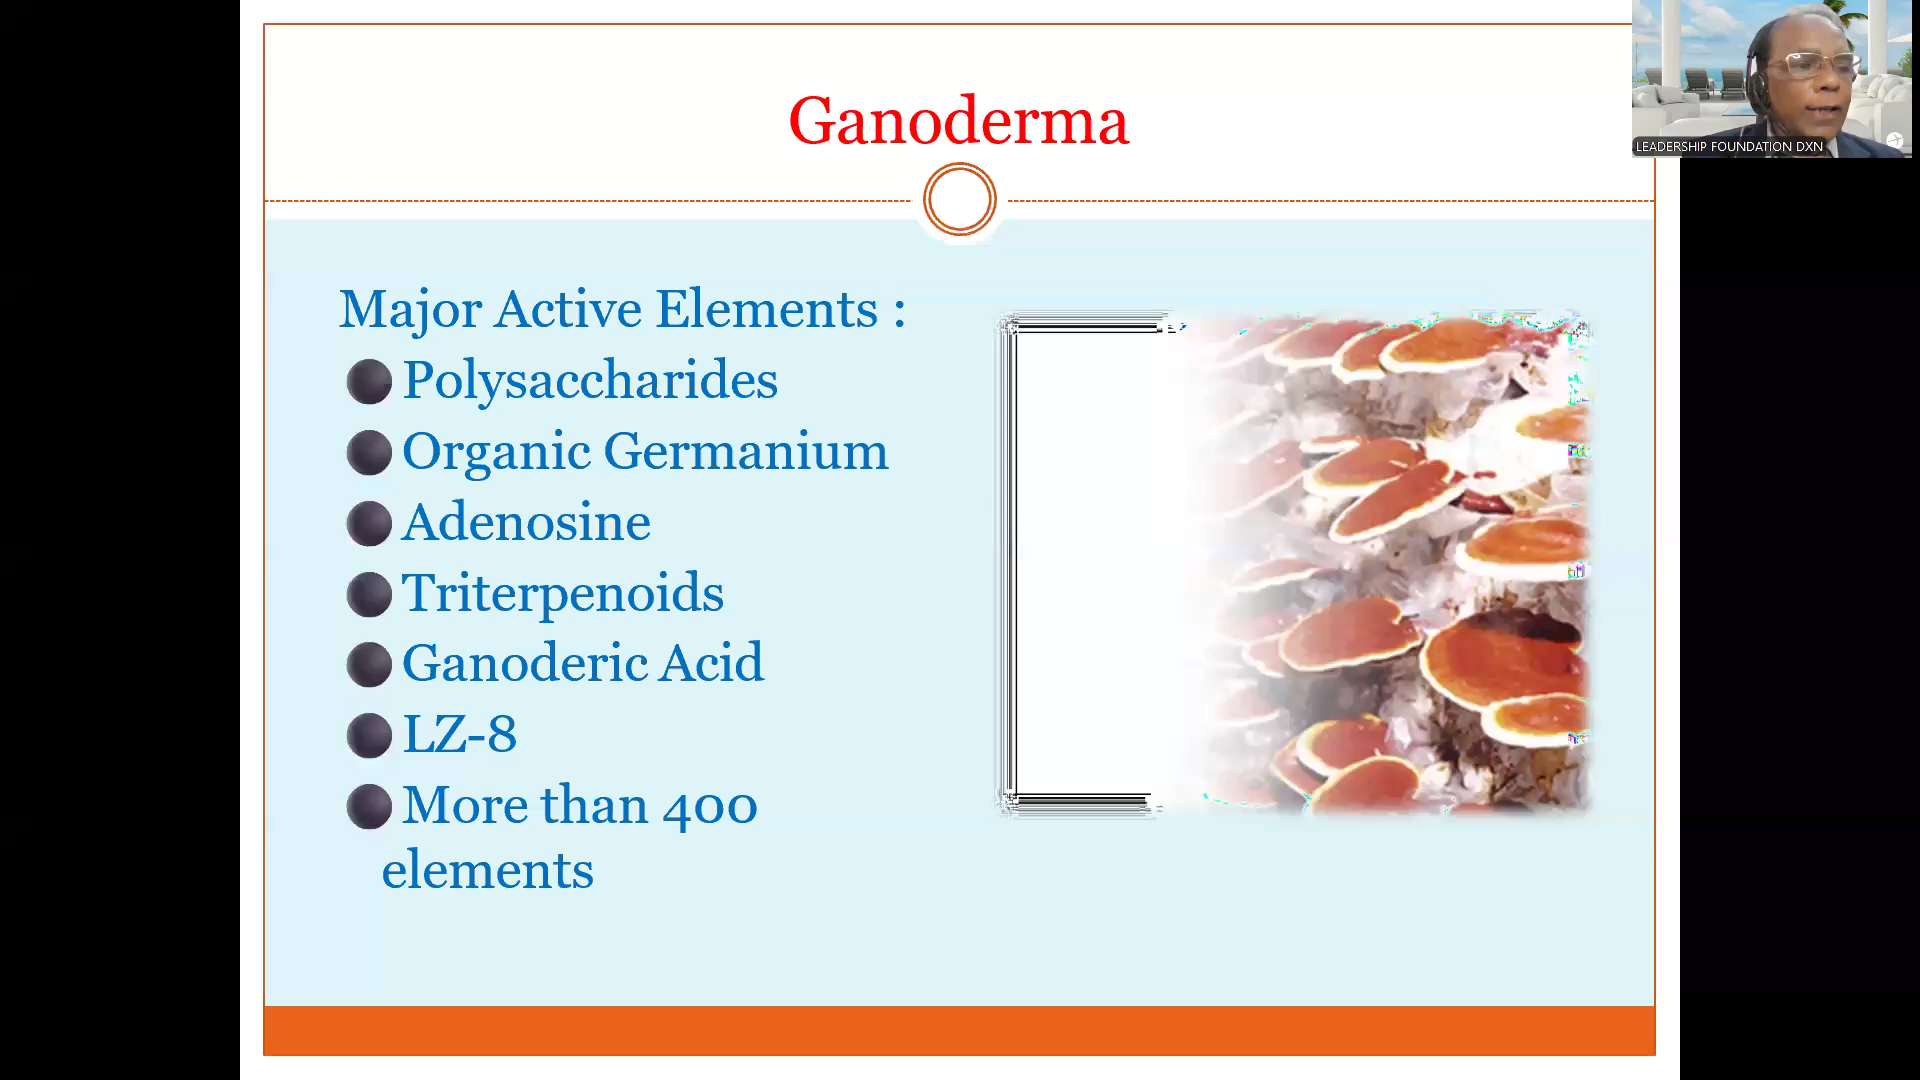 Ganoderma
LEADERSHIP FOUNDATION DXN
Major Active Elements :
Polysaccharides
Organic Germanium
Adenosine
Triterpenoids
Ganoderic Acid
LZ-8
More than 400
elements